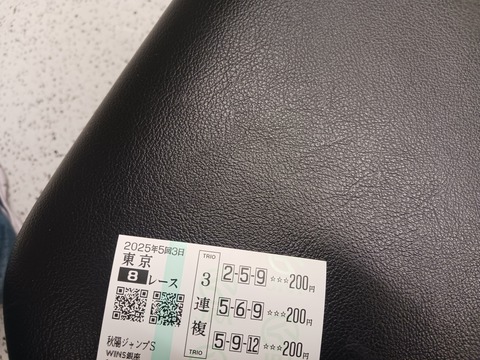 2025年5回3日
東京
8レース
秋陽ジャンプS
WINS銀座
TRIO
3連複
TRIO
2-5-9 ☆☆☆200円
5-6-9 ☆☆☆200円
5-9-12 ☆☆☆200円